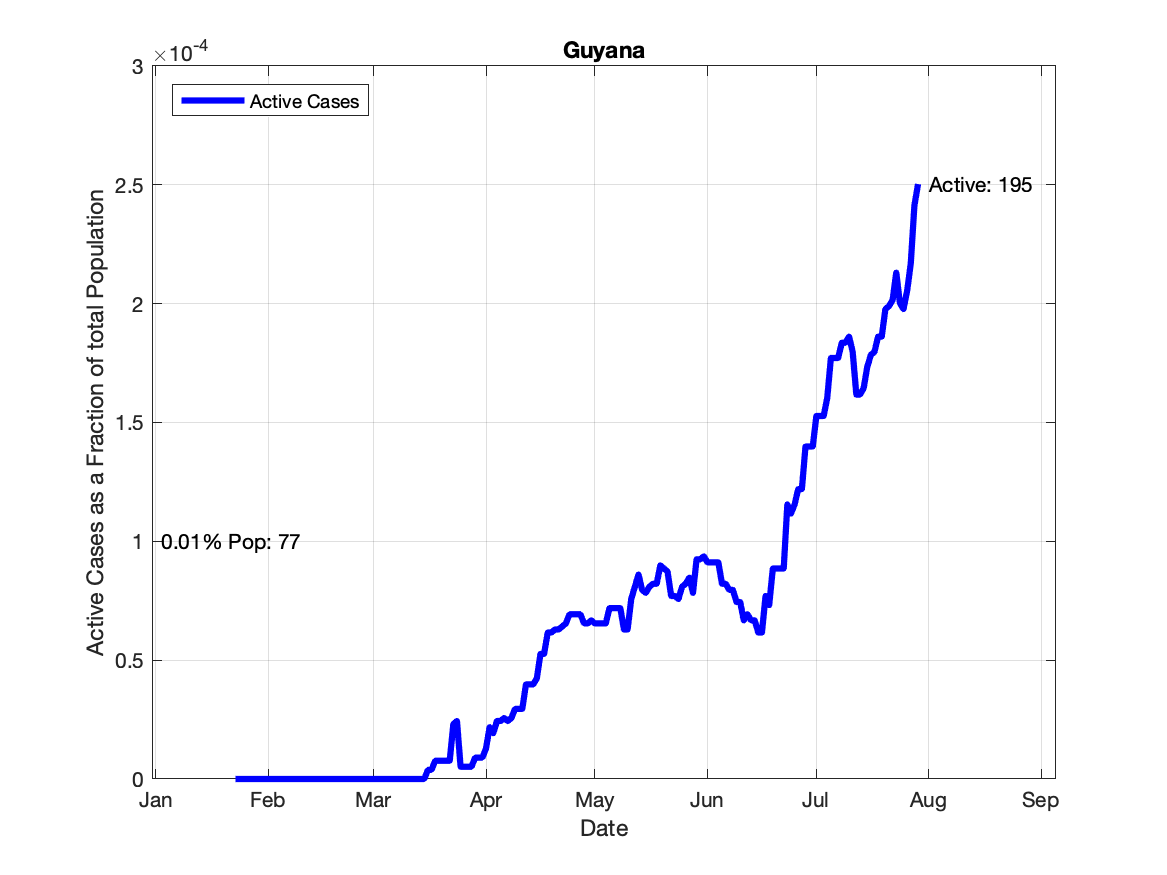 Guyana
×10-4
Active Cases
3
2.5
2
1.5
1
0.5
0
Active: 195
0.01% Pop: 77
Active Cases as a Fraction of total Population
Jan Feb Mar Apr May Jun Jul Aug Sep
Date